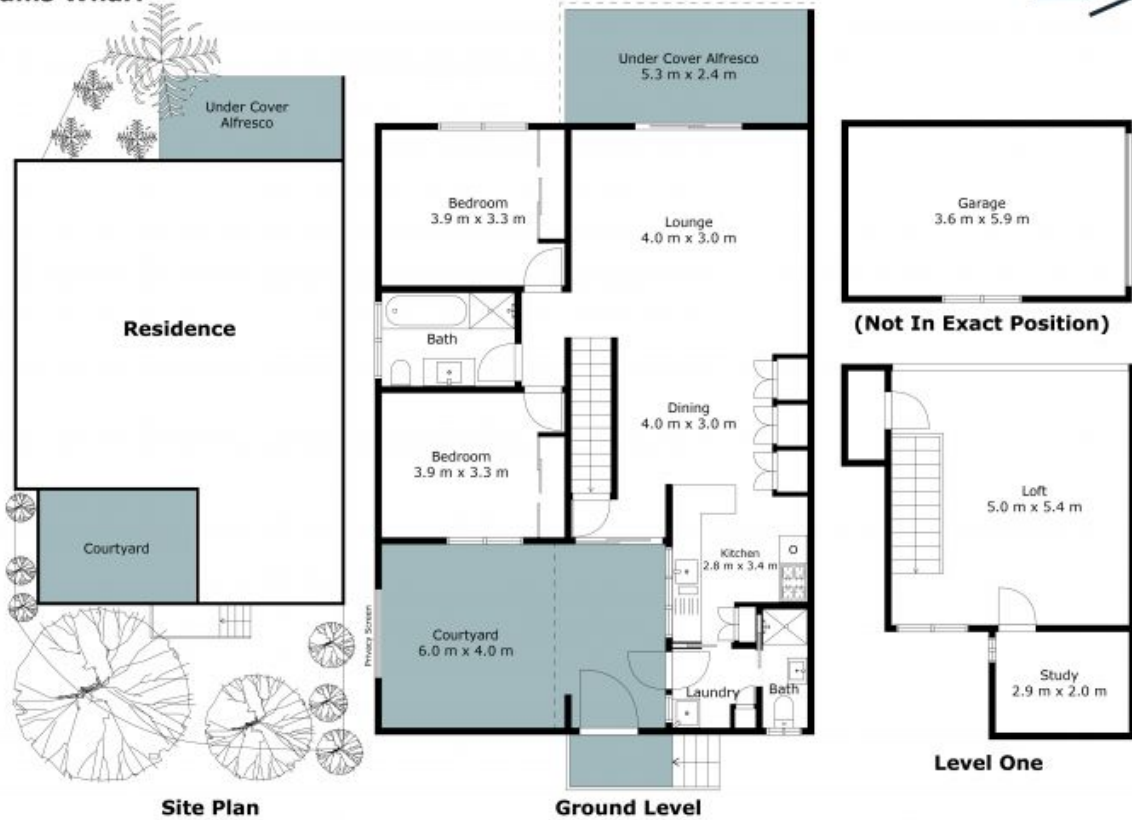 Under Cover
Alfresco
Residence
Courtyard
Site Plan
Under Cover Alfresco
5.3 m x 2.4 m
Bedroom
3.9 m x 3.3 m
Lounge
4.0 m x 3.0 m
Bath
Dining
4.0 m x 3.0 m
Bedroom
3.9 m x 3.3 m
Kitchen
2.8 m x 3.4 m
Privacy Screen
Courtyard
6.0 m x 4.0 m
Laundry
Bath
Ground Level
Garage
3.6 m x 5.9 m
(Not In Exact Position)
Loft
5.0 m x 5.4 m
Study
2.9 m x 2.0 m
Level One